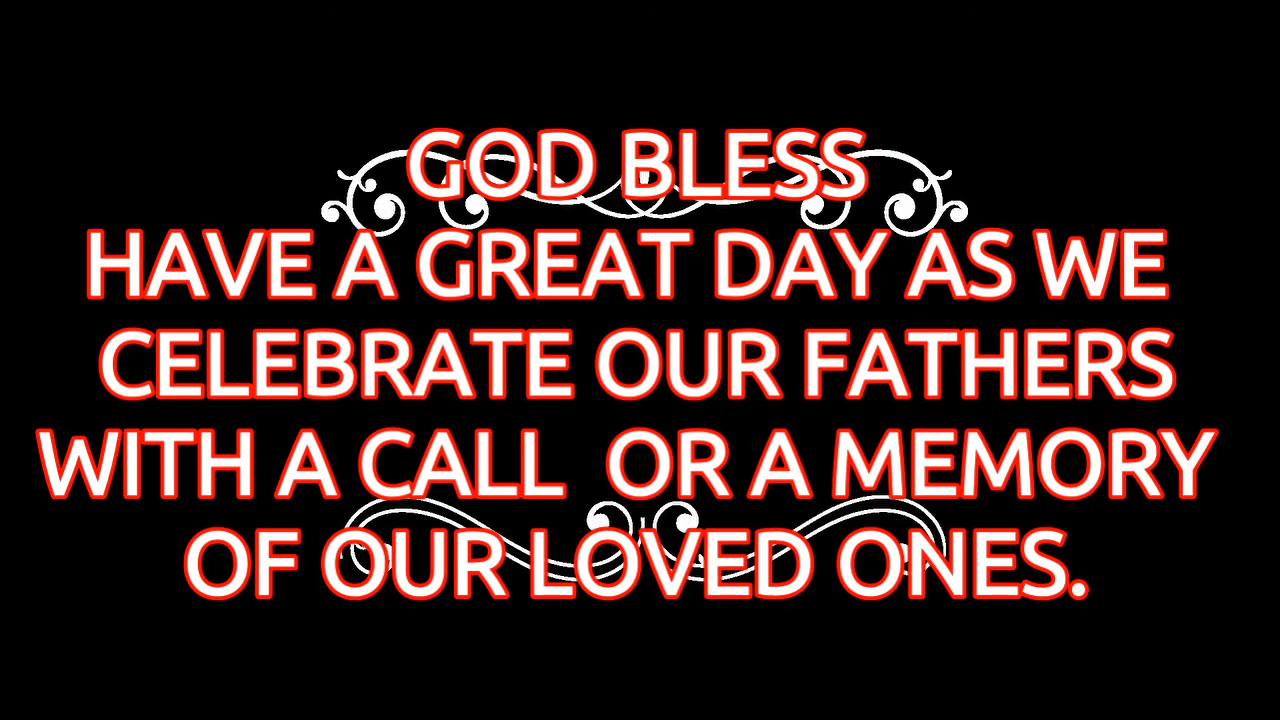 GOD BLESS
HAVE A GREAT DAY AS WE
CELEBRATE OUR FATHERS
WITH A CALL  OR A MEMORY
OF OUR LOVED ONES.